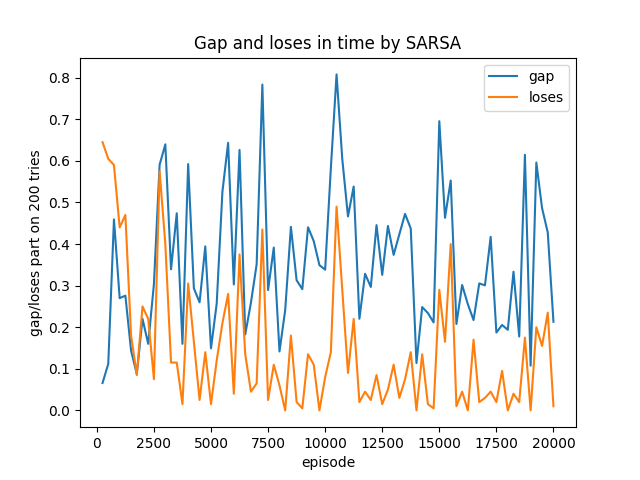 Gap and loses in time by SARSA
gap
loses
gap/loses part on 200 tries
0.8
0.7
0.6
0.5
0.4
0.3
0.2
0.1
0.0
0 2500 5000 7500 10000 12500 15000 17500 20000
episode